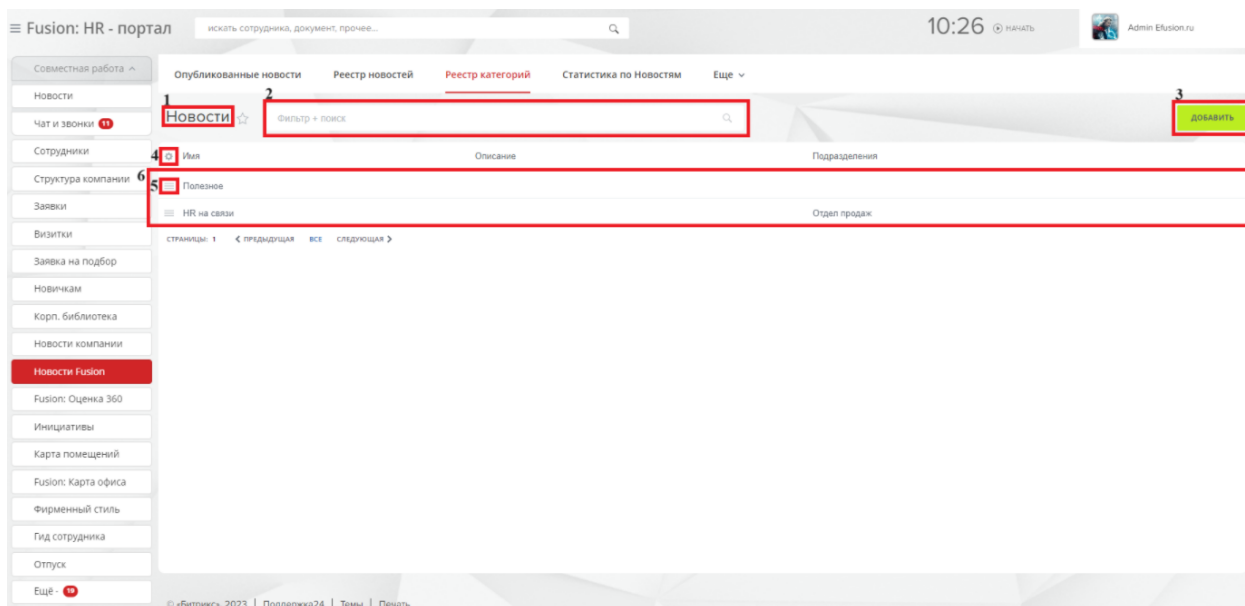 Fusion: HR - портал
искать сотрудника, документ, прочее...
10:26 НАЧАТЬ
Admin Efusion.ru
Совместная работа
Новости
Чат и звонки 11
Сотрудники
Структура компании
Заявки
Визитки
Заявка на подбор
Новичкам
Корп. библиотека
Новости компании
Новости Fusion
Fusion: Оценка 360
Инициативы
Карта помещений
Fusion: Карта офиса
Фирменный стиль
Гид сотрудника
Отпуск
Ещё - 19
Опубликованные новости Реестр новостей Реестр категорий Статистика по Новостям Еще
1 2 3
Новости Фильтр + поиск ДОБАВИТЬ
4 Имя Описание Подразделения
6
5 Полезное
HR на связи Отдел продаж
СТРАНИЦЫ: 1 ПРЕДЫДУЩАЯ ВСЕ СЛЕДУЮЩАЯ
© «Битрикс», 2023 | Поддержка24 | Темы | Печать